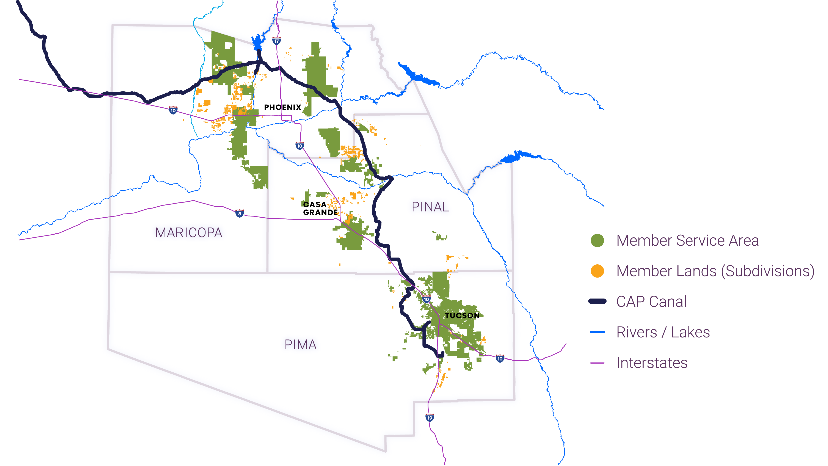 PHOENIX
CASA
GRANDE
PINAL
MARICOPA
TUCSON
PIMA
Member Service Area
Member Lands (Subdivisions)
CAP Canal
Rivers / Lakes
Interstates